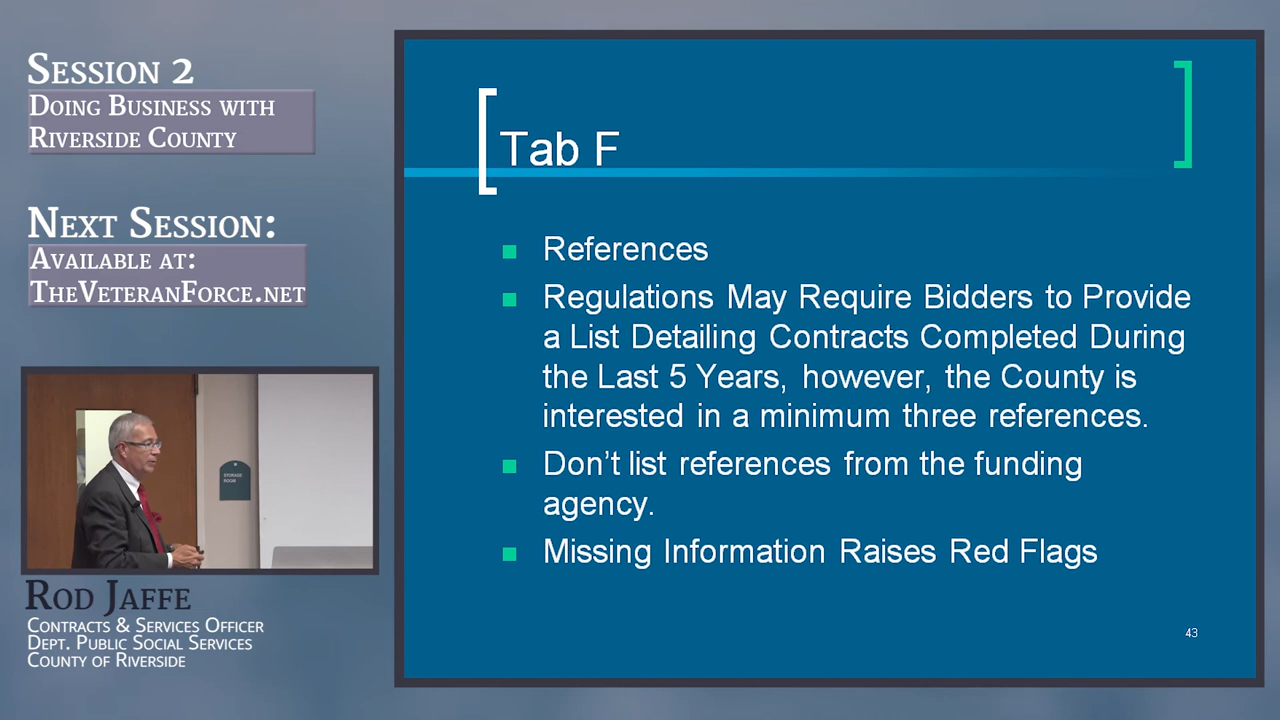 Session 2
Doing Business with
Riverside County
Next Session:
Available at:
TheVeteranForce.net
STORAGE
ROOM
Rod Jaffe
Contracts & Services Officer
Dept. Public Social Services
County of Riverside
Tab F
References
Regulations May Require Bidders to Provide
a List Detailing Contracts Completed During
the Last 5 Years, however, the County is
interested in a minimum three references.
Don’t list references from the funding
agency.
Missing Information Raises Red Flags
43